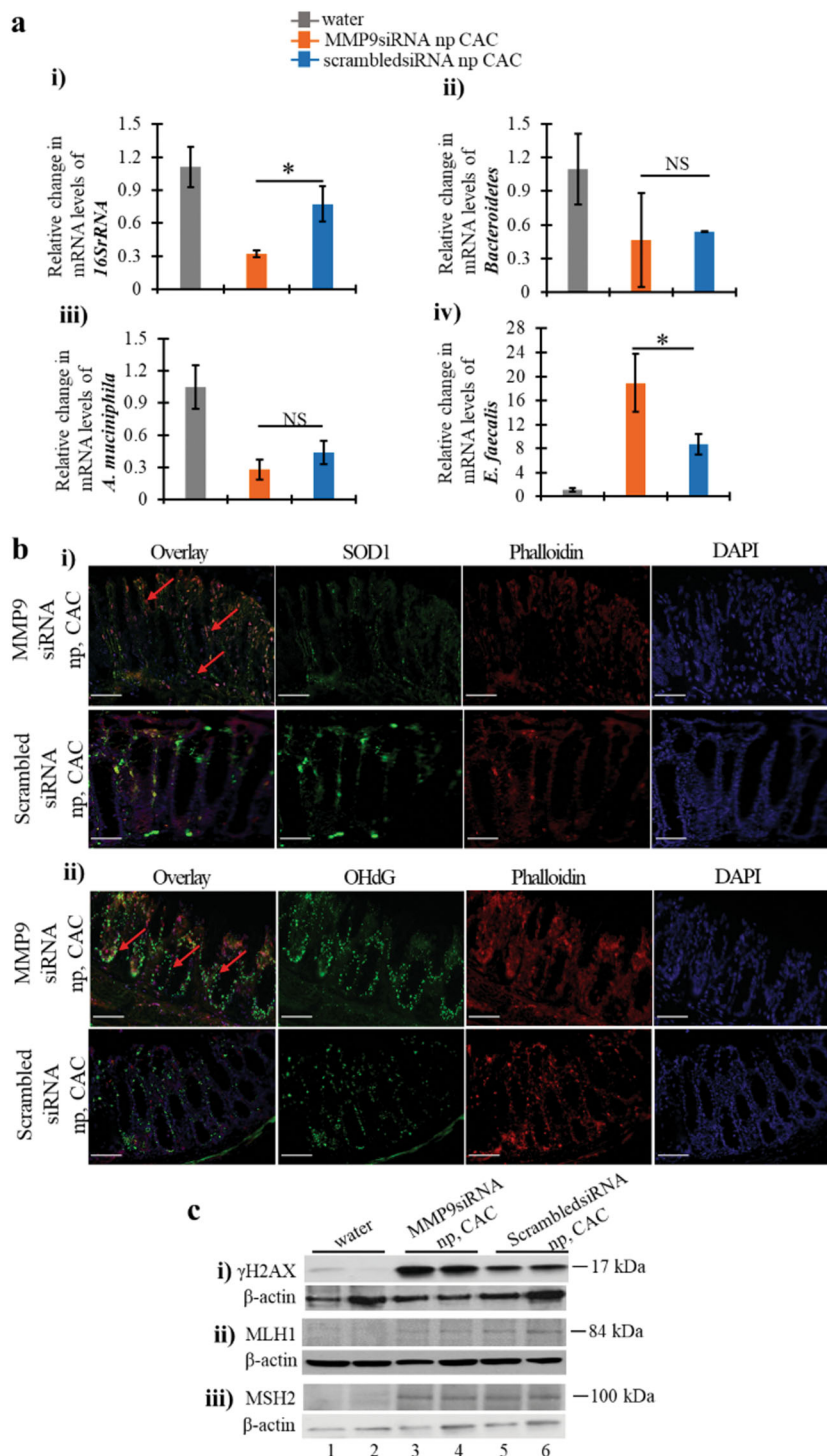 a
water
MMP9siRNA np CAC
scrambledsiRNA np CAC
i)
Relative change in
mRNA levels of
16SrRNA
1.5
1.2
0.9
0.6
0.3
0
*
ii)
Relative change in
mRNA levels of
Bacteroidetes
1.5
1.2
0.9
0.6
0.3
0
NS
iii)
Relative change in
mRNA levels of
A. muciniphila
1.5
1.2
0.9
0.6
0.3
0
NS
iv)
Relative change in
mRNA levels of
E. faecalis
28
24
20
16
12
8
4
0
*
b
i)
Overlay SOD1 Phalloidin DAPI
MMP9
siRNA
np, CAC
Scrambled
siRNA
np, CAC
ii)
Overlay OHdG Phalloidin DAPI
MMP9
siRNA
np, CAC
Scrambled
siRNA
np, CAC
c
water
MMP9siRNA
np, CAC
ScrambledsiRNA
np, CAC
i) γH2AX 17 kDa
β-actin
ii) MLH1 84 kDa
β-actin
iii) MSH2 100 kDa
β-actin
1 2 3 4 5 6